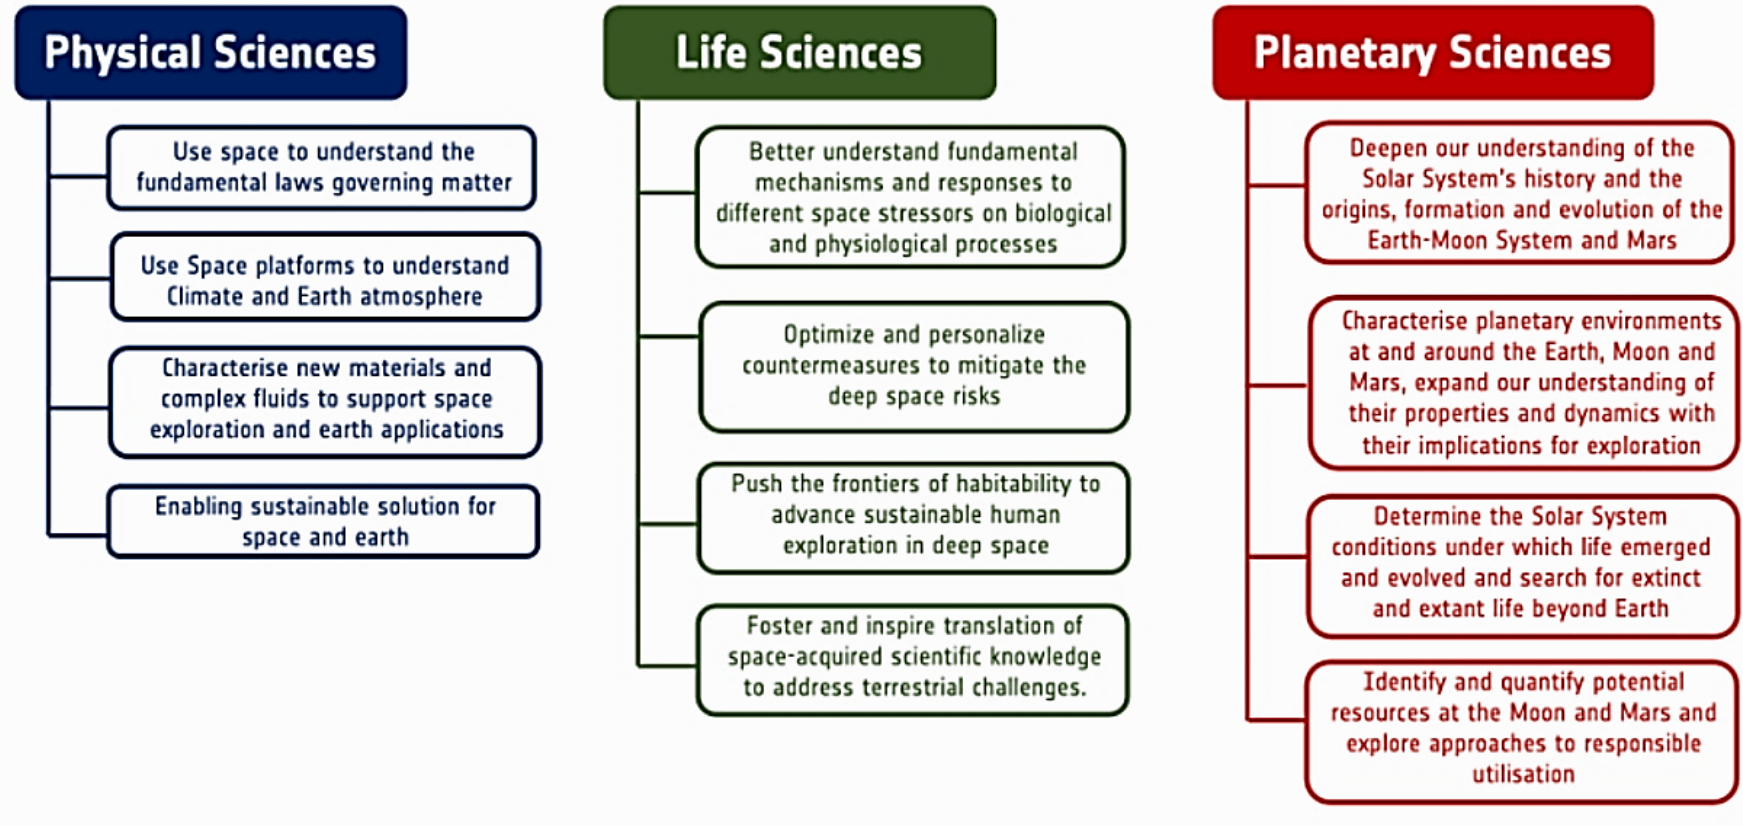 Physical Sciences
Use space to understand the
fundamental laws governing matter
Use Space platforms to understand
Climate and Earth atmosphere
Characterise new materials and
complex fluids to support space
exploration and earth applications
Enabling sustainable solution for
space and earth
Life Sciences
Better understand fundamental
mechanisms and responses to
different space stressors on biological
and physiological processes
Optimize and personalize
countermeasures to mitigate the
deep space risks
Push the frontiers of habitability to
advance sustainable human
exploration in deep space
Foster and inspire translation of
space-acquired scientific knowledge
to address terrestrial challenges.
Planetary Sciences
Deepen our understanding of the
Solar System's history and the
origins, formation and evolution of the
Earth-Moon System and Mars
Characterise planetary environments
at and around the Earth, Moon and
Mars, expand our understanding of
their properties and dynamics with
their implications for exploration
Determine the Solar System
conditions under which life emerged
and evolved and search for extinct
and extant life beyond Earth
Identify and quantify potential
resources at the Moon and Mars and
explore approaches to responsible
utilisation